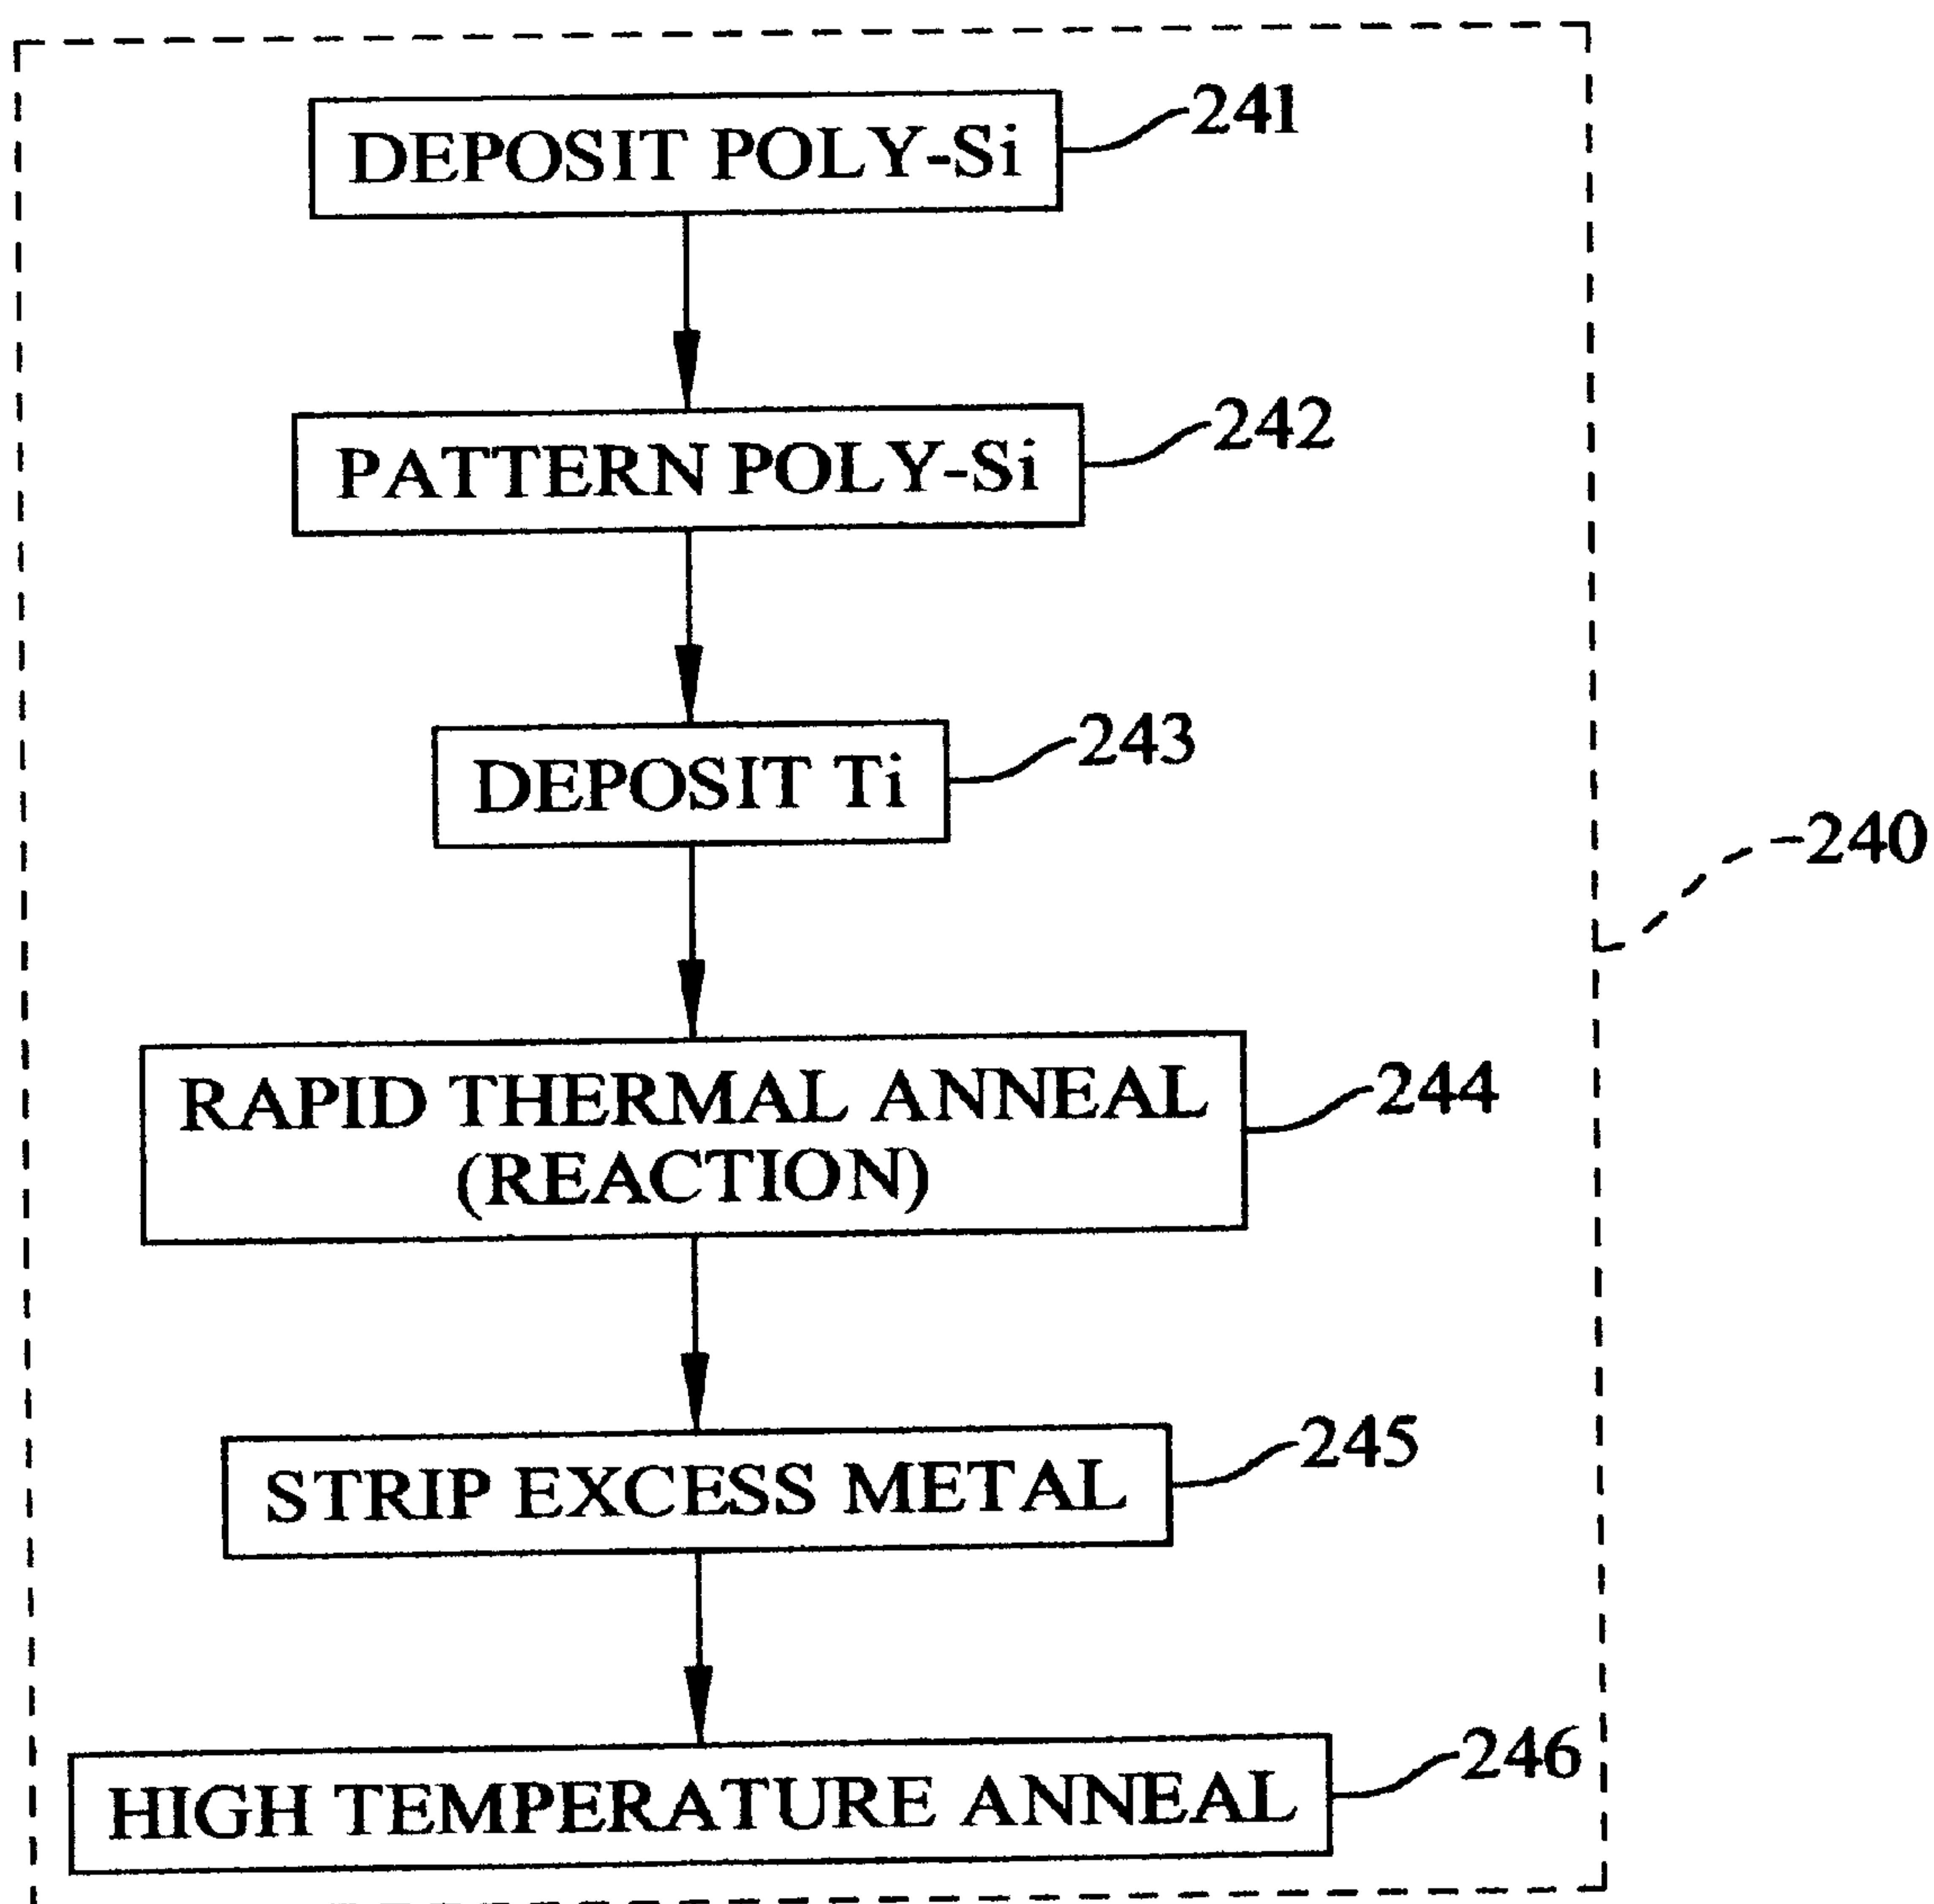 DEPOSIT POLY-Si
241
PATTERN POLY-Si
242
DEPOSIT Ti
243
240
RAPID THERMAL ANNEAL
(REACTION)
244
STRIP EXCESS METAL
245
HIGH TEMPERATURE ANNEAL
246